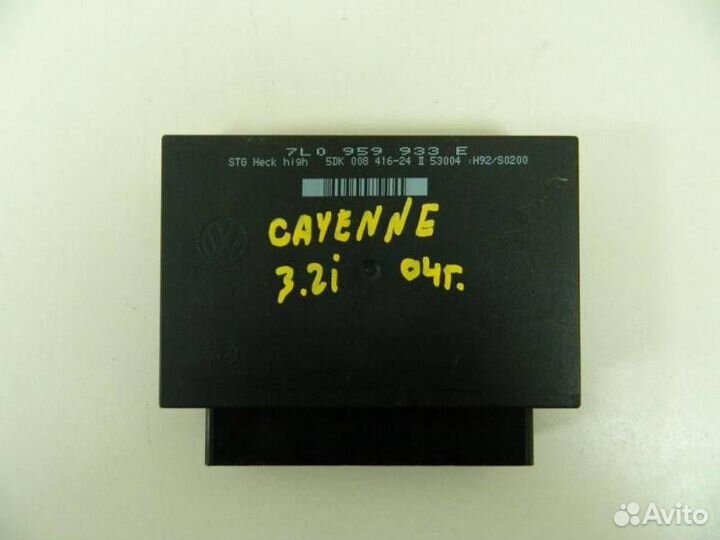 7L0 959 933 E
STG Heck high 5DK 008 416-24 II 53004 :H92/S0200
CAYENNE
3.2i 04г.
Avito